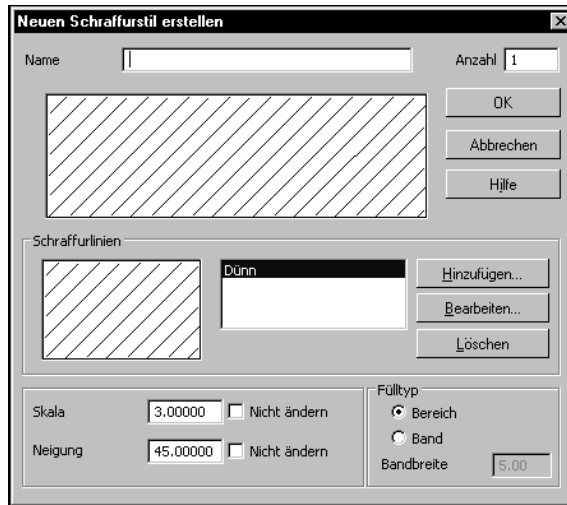 Neuen Schraffurstil erstellen
Name
Anzahl 1
OK
Abbrechen
Hilfe
Schraffurlinien
Dünn
Hinzufügen...
Bearbeiten...
Löschen
Skala 3.00000 Nicht ändern
Neigung 45.00000 Nicht ändern
Fülltyp
Bereich
Band
Bandbreite 5.00